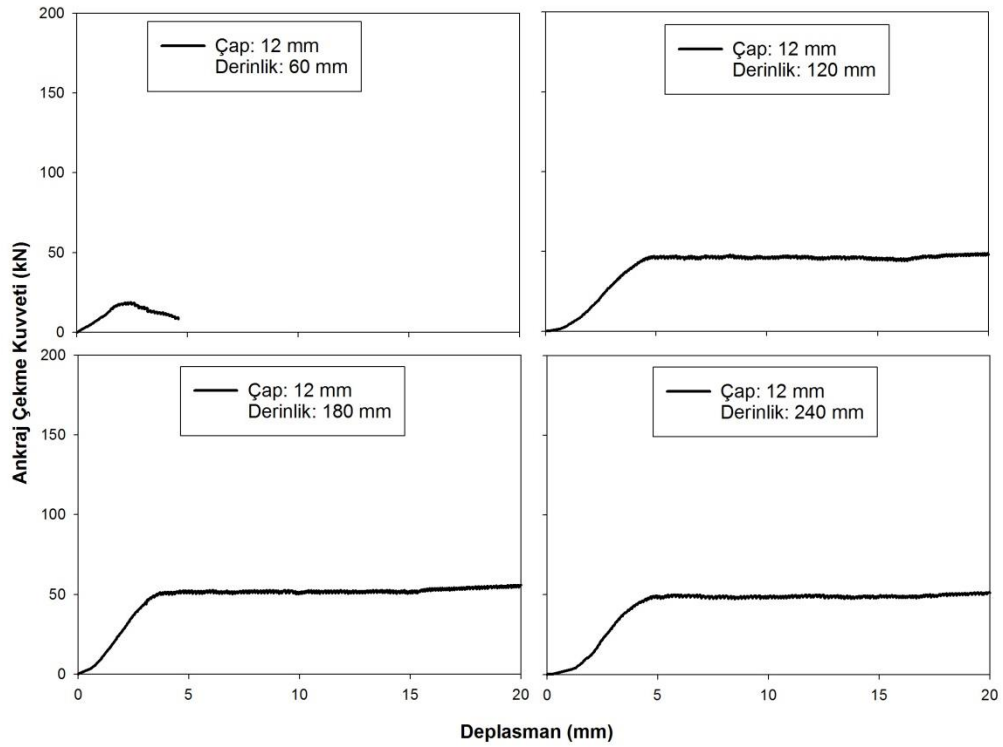 200
150
100
50
0
Çap: 12 mm
Derinlik: 60 mm
Çap: 12 mm
Derinlik: 120 mm
Ankraj Çekme Kuvveti (kN)
200
150
100
50
0
Çap: 12 mm
Derinlik: 180 mm
Çap: 12 mm
Derinlik: 240 mm
0 5 10 15 20
0 5 10 15 20
Deplasman (mm)